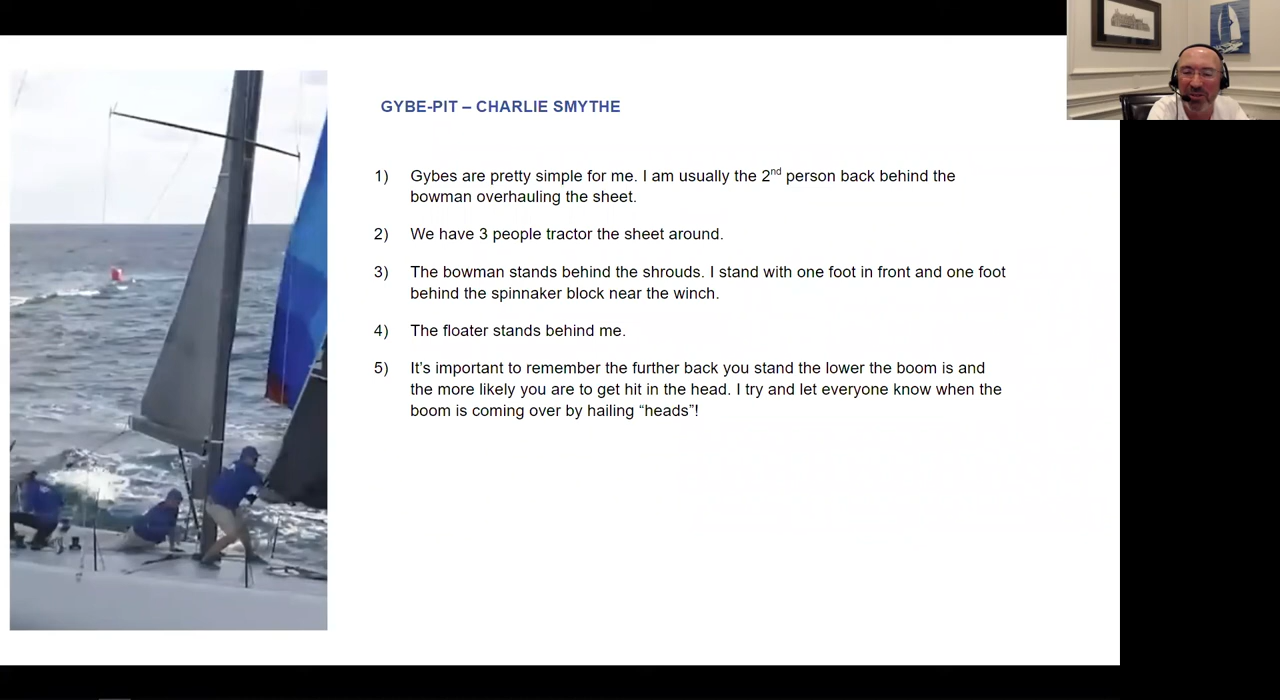 GYBE-PIT – CHARLIE SMYTHE
1) Gybes are pretty simple for me. I am usually the 2nd person back behind the
bowman overhauling the sheet.
2) We have 3 people tractor the sheet around.
3) The bowman stands behind the shrouds. I stand with one foot in front and one foot
behind the spinnaker block near the winch.
4) The floater stands behind me.
5) It's important to remember the further back you stand the lower the boom is and
the more likely you are to get hit in the head. I try and let everyone know when the
boom is coming over by hailing “heads”!